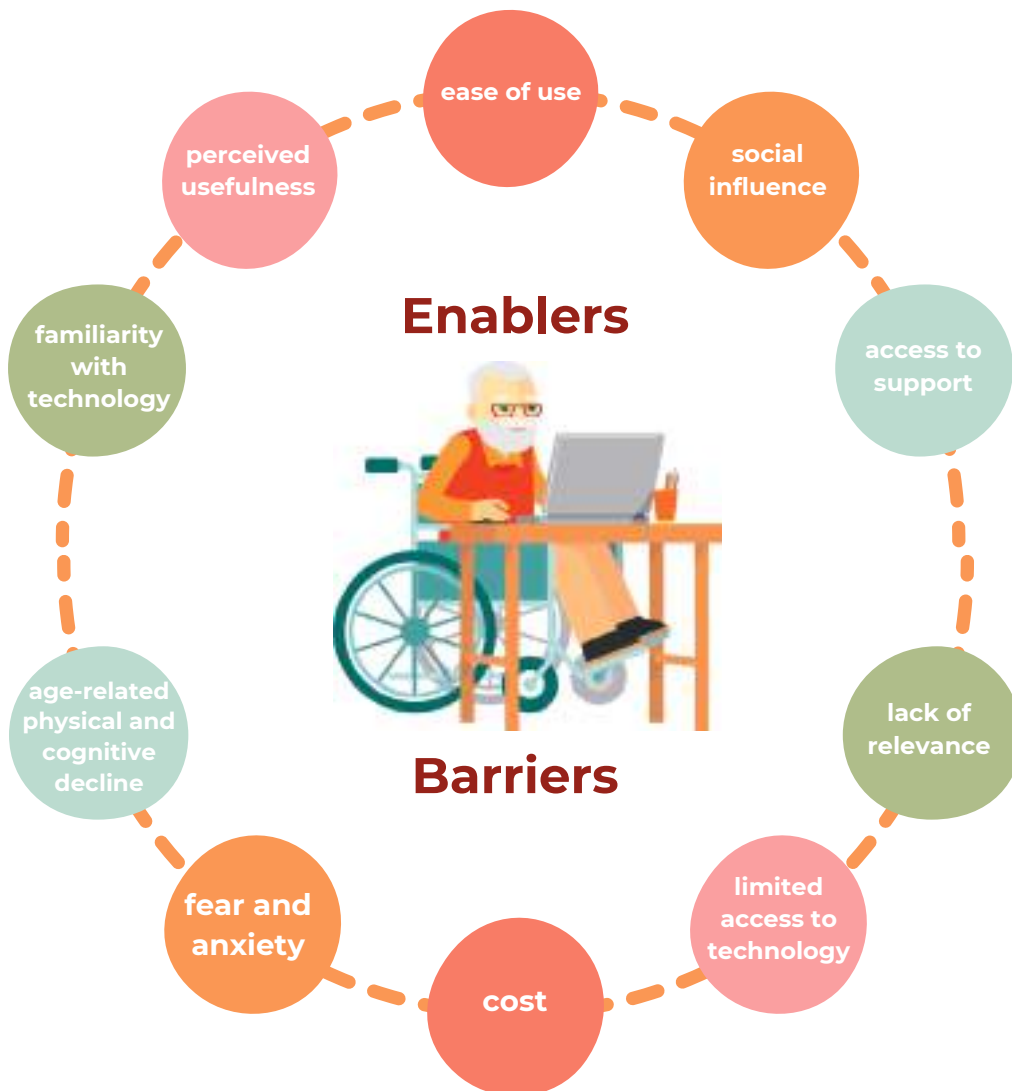 ease of use
social
influence
perceived
usefulness
Enablers
familiarity
with
technology
access to
support
age-related
physical and
cognitive
decline
lack of
relevance
Barriers
fear and
anxiety
limited
access to
technology
cost